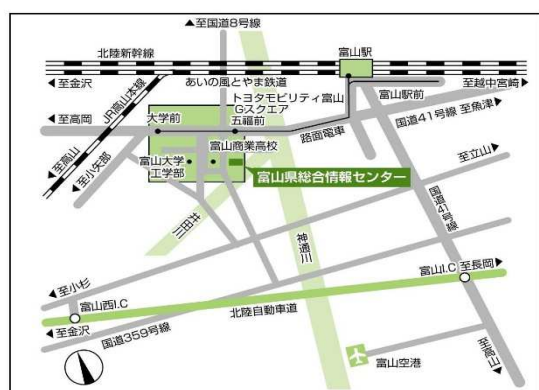 ▲至国道8号線
北陸新幹線
富山駅
◀至金沢
あいの風とやま鉄道
至越中宮崎▶
JR高山本線
トヨタモビリティ富山
Gスクエア
五福前
富山駅前
◀至高岡
大学前
路面電車
国道41号線 至魚津▶
◀至高山
◀至小矢部
富山商業高校
富山大学
工学部
富山県総合情報センター
至立山▶
井田川
神通川
国道41号線
◀至小杉
富山西I.C
富山I.C
至長岡▶
北陸自動車道
◀至金沢
国道359号線
富山空港
至高山▶